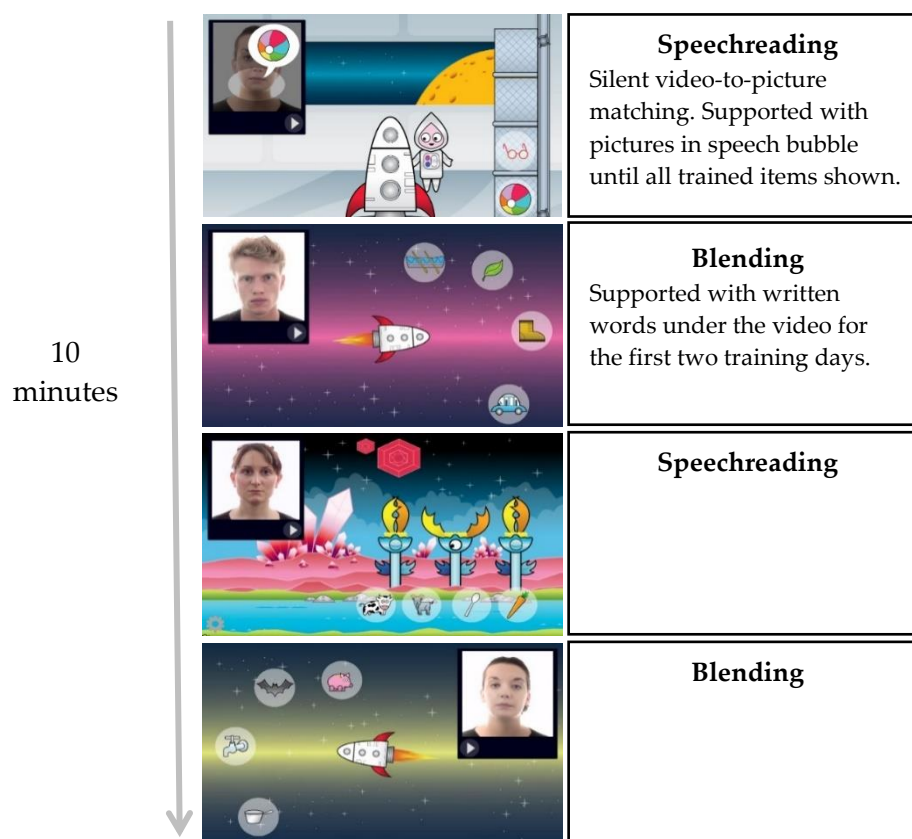 Speechreading
Silent video-to-picture
matching. Supported with
pictures in speech bubble
until all trained items shown.
Blending
Supported with written
words under the video for
the first two training days.
10
minutes
Speechreading
Blending